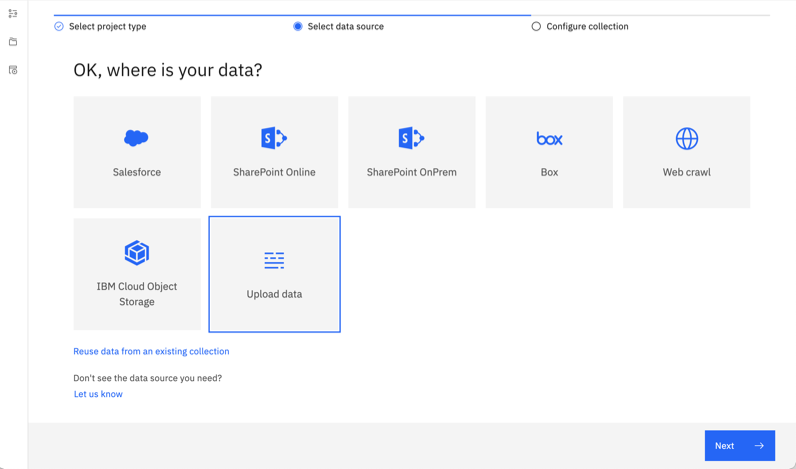 Select project type
Select data source
Configure collection
OK, where is your data?
Salesforce
SharePoint Online
SharePoint OnPrem
box
Box
Web crawl
IBM Cloud Object
Storage
Upload data
Reuse data from an existing collection
Don't see the data source you need?
Let us know
Next